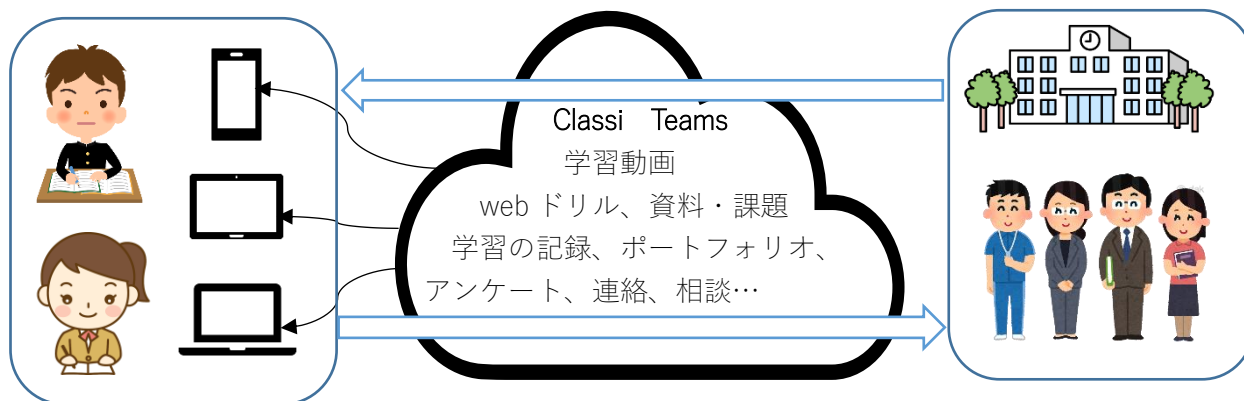 Classi Teams
学習動画
web ドリル、資料・課題
学習の記録、ポートフォリオ、
アンケート、連絡、相談…